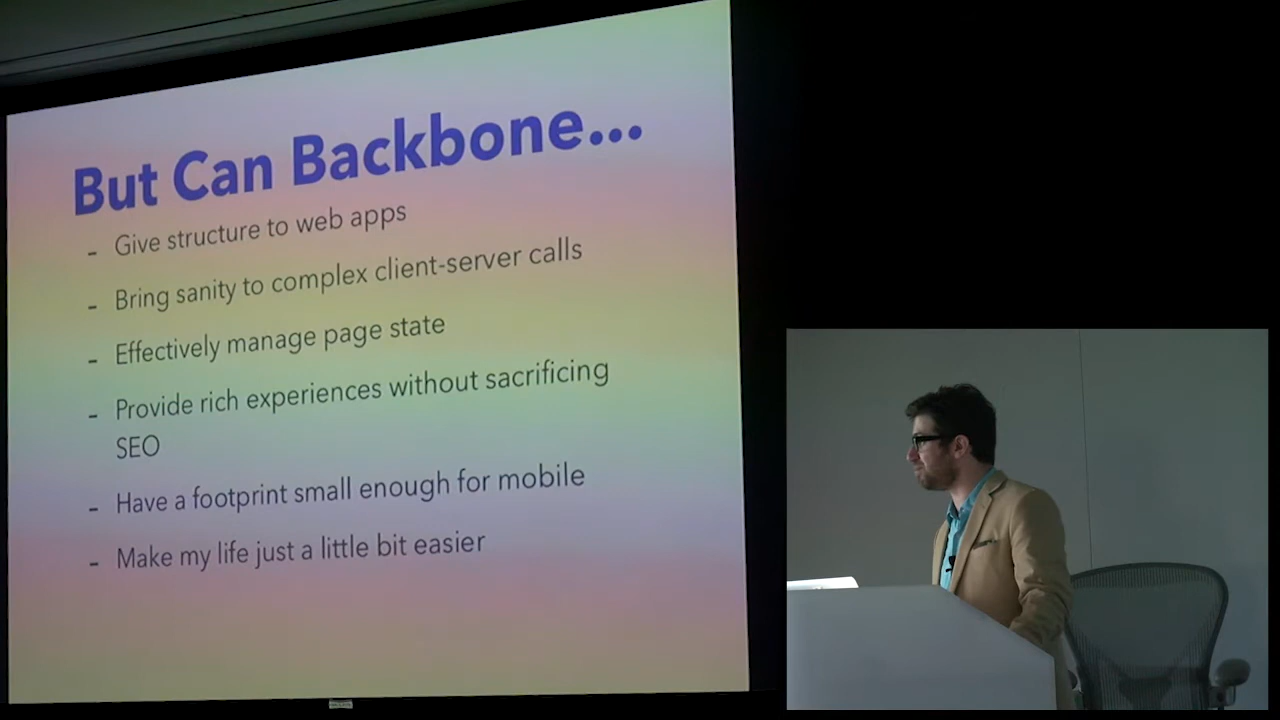 But Can Backbone...
- Give structure to web apps
- Bring sanity to complex client-server calls
- Effectively manage page state
- Provide rich experiences without sacrificing
SEO
- Have a footprint small enough for mobile
- Make my life just a little bit easier